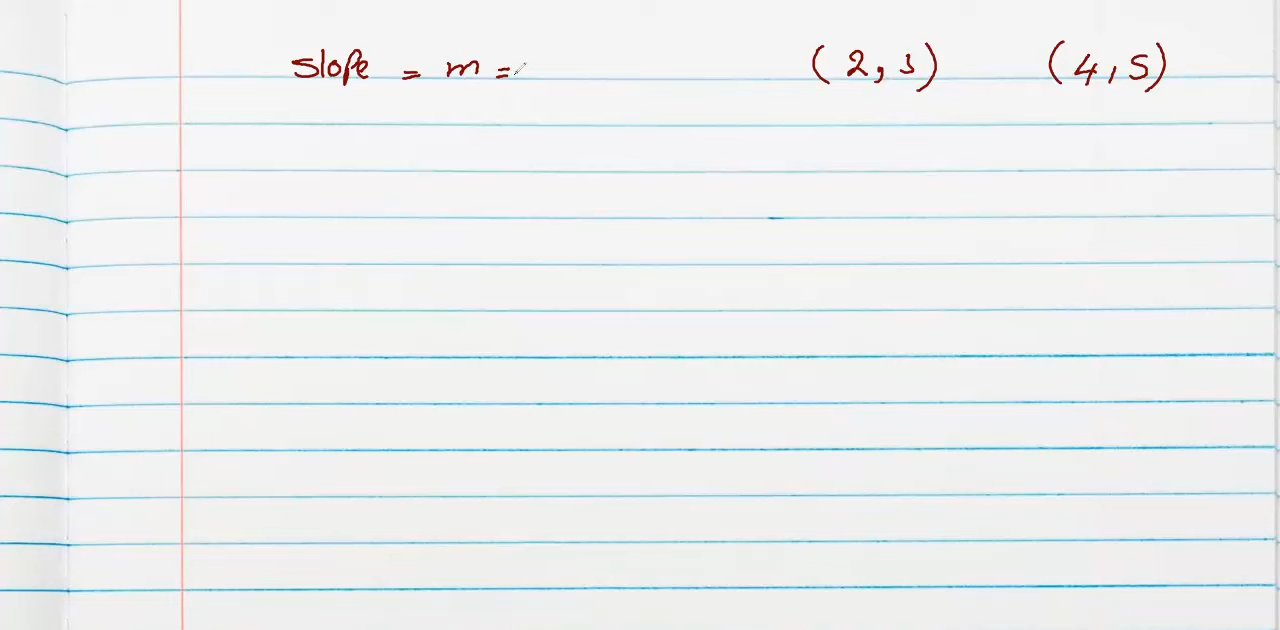 Slope = m = (2,3) (4,5)